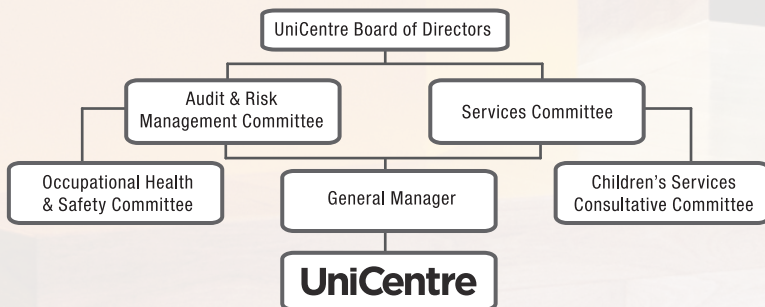 UniCentre Board of Directors
Audit & Risk
Management Committee
Services Committee
Occupational Health
& Safety Committee
General Manager
Children's Services
Consultative Committee
UniCentre